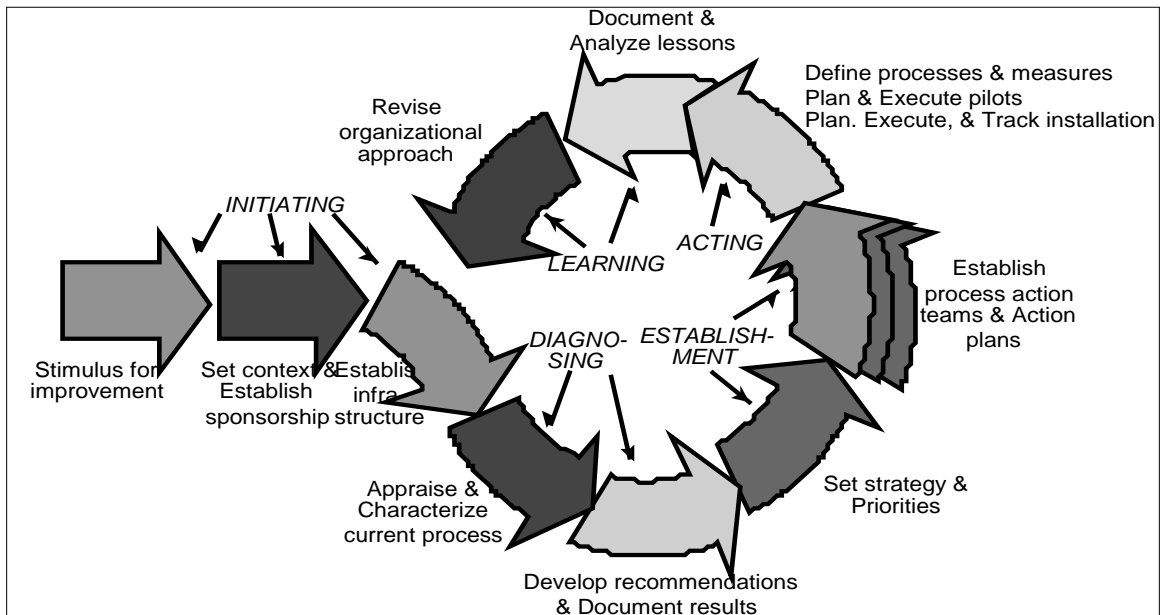 Document &
Analyze lessons
Define processes & measures
Plan & Execute pilots
Plan. Execute, & Track installation
Revise
organizational
approach
INITIATING
LEARNING
ACTING
Establish
process action
teams & Action
plans
DIAGNO-
SING
ESTABLISH-
MENT
Stimulus for
improvement
Set context &
Establish
sponsorship
Establis
infra
structure
Appraise &
Characterize
current process
Set strategy &
Priorities
Develop recommendations
& Document results